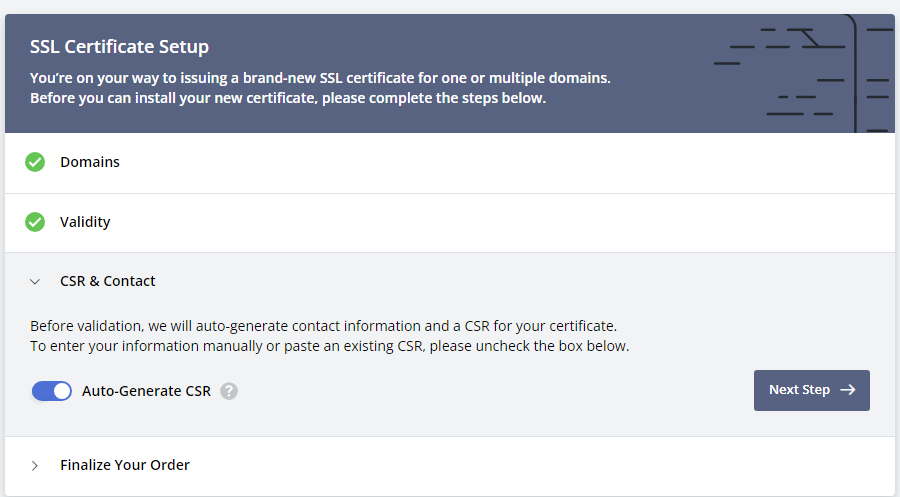 SSL Certificate Setup
You're on your way to issuing a brand-new SSL certificate for one or multiple domains.
Before you can install your new certificate, please complete the steps below.
Domains
Validity
CSR & Contact
Before validation, we will auto-generate contact information and a CSR for your certificate.
To enter your information manually or paste an existing CSR, please uncheck the box below.
Auto-Generate CSR ?
Next Step →
Finalize Your Order